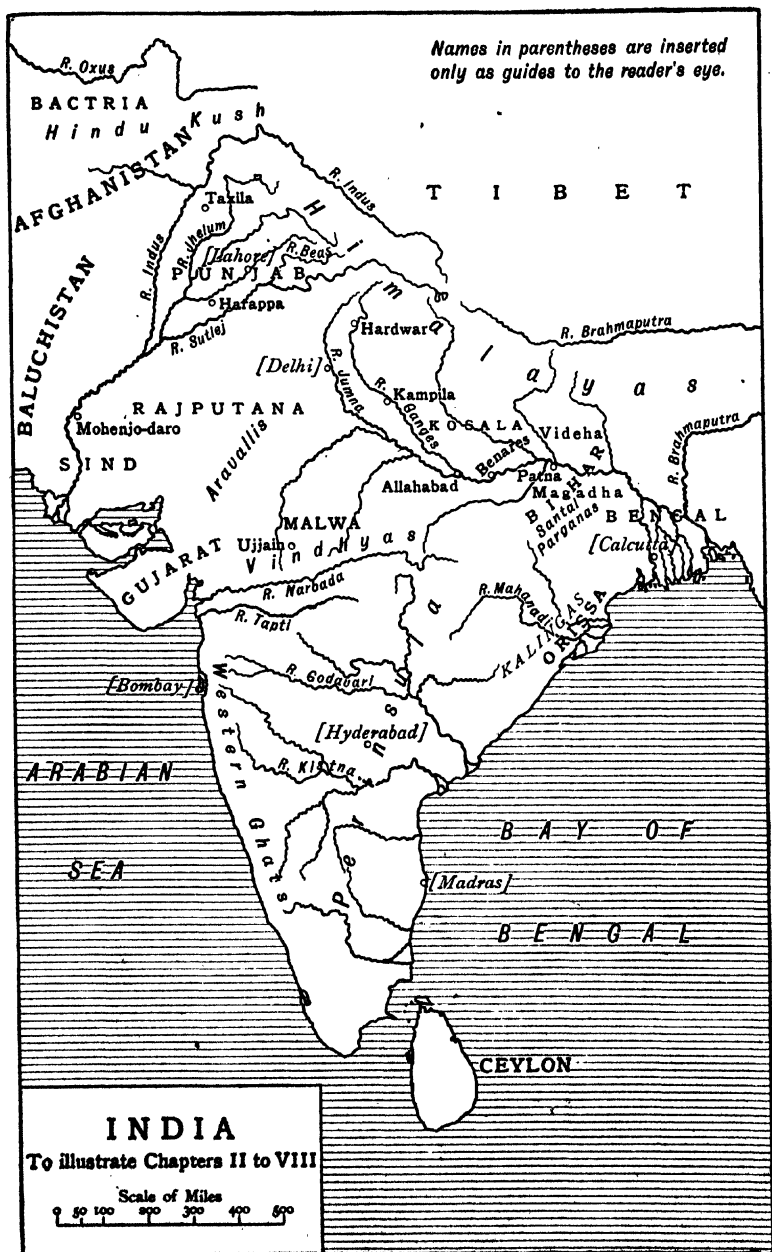 Names in parentheses are inserted
only as guides to the reader's eye.
R. Oxus
BACTRIA
Hindu Kush
AFGHANISTAN
TIBET
R. Indus
Taxila
R. Indus
R. Jhelum
[Lahore]
R. Beas
PUNJAB
Himalayas
Harappa
R. Sutlej
BALUCHISTAN
Hardwar
R. Brahmaputra
[Delhi]
R. Jumna
R. Ganges
Kampila
RAJPUTANA
Mohenjo-daro
KOSALA
Videha
R. Brahmaputra
SIND
Aravallis
Benares
Patna
Allahabad
Magadha
BIHAR
Santal
Parganas
BENGAL
MALWA
Ujjain
Vindhyas
[Calcutta]
GUJARAT
R. Narbada
R. Tapti
R. Mahanadi
KALINGAS
ORISSA
Peninsula
R. Godavari
[Bombay]
Western Ghats
[Hyderabad]
R. Kistna
ARABIAN
SEA
BAY OF
BENGAL
[Madras]
CEYLON
INDIA
To illustrate Chapters II to VIII
Scale of Miles
0 50 100 200 300 400 500